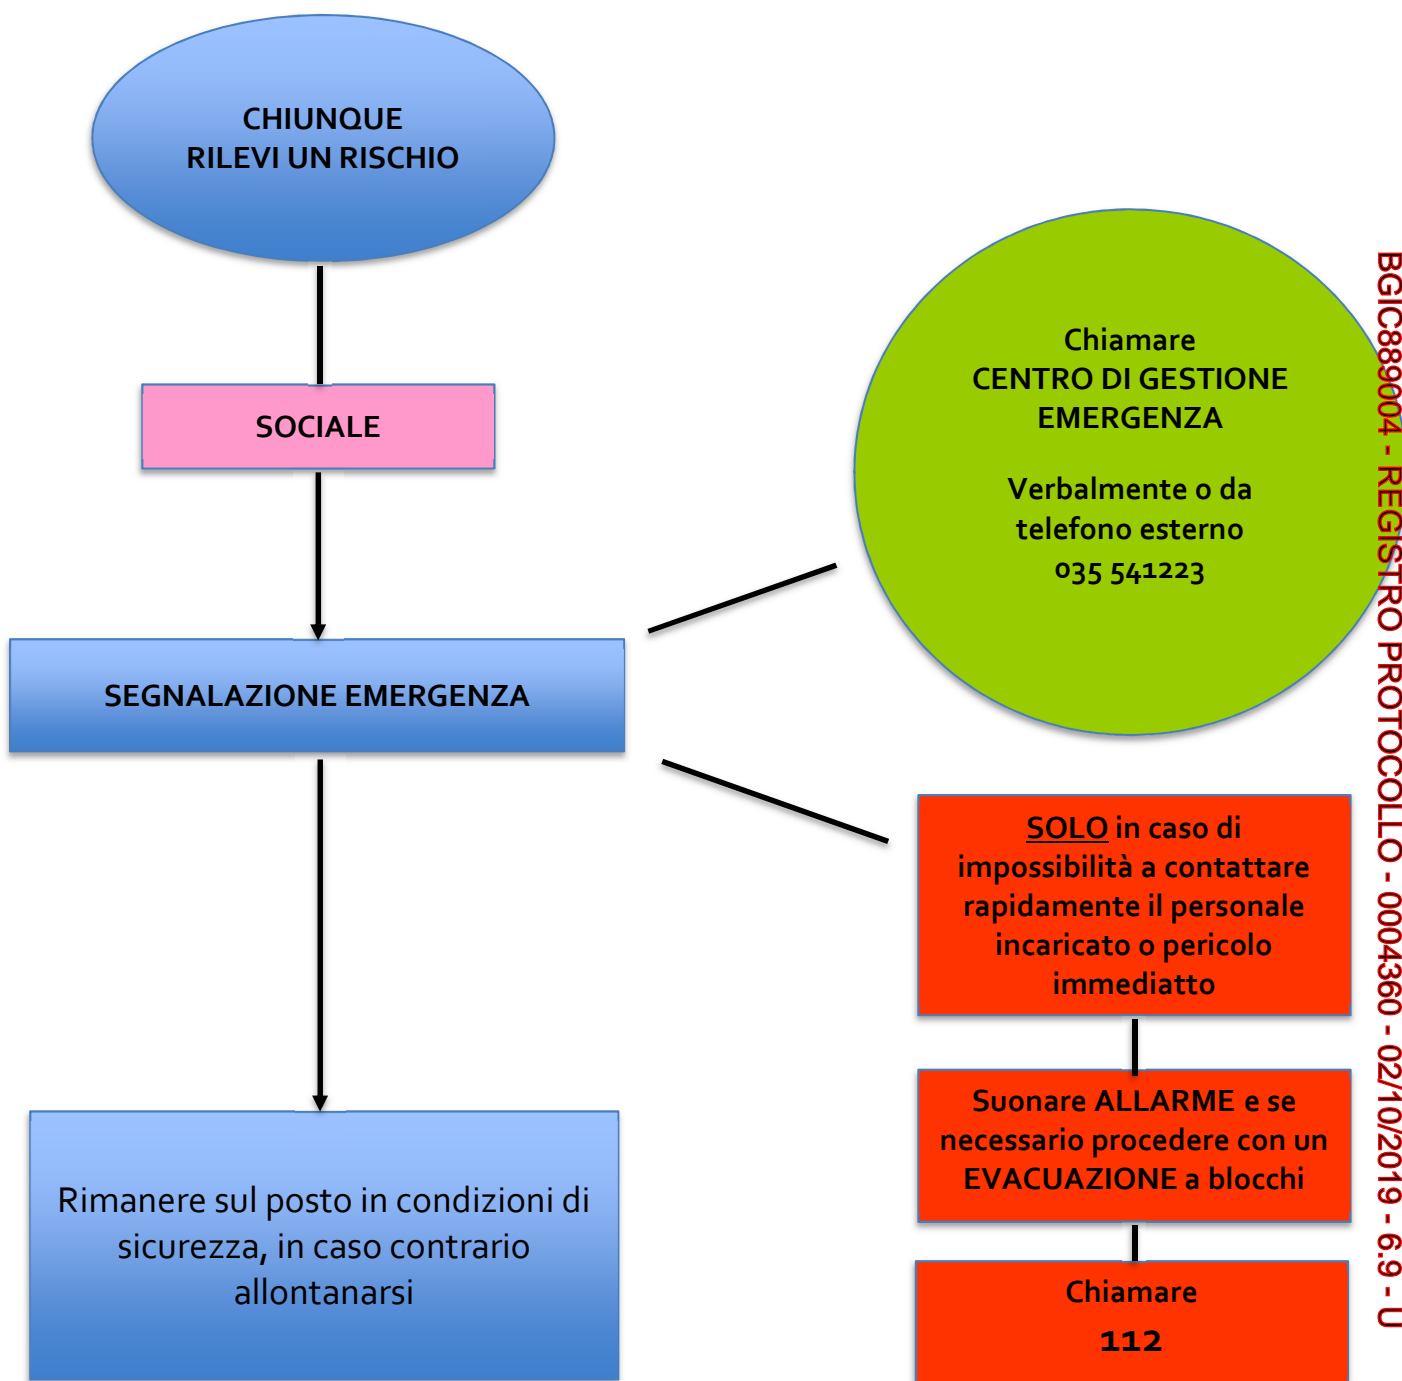 CHIUNQUE
RILEVI UN RISCHIO
SOCIALE
SEGNALAZIONE EMERGENZA
Rimanere sul posto in condizioni di
sicurezza, in caso contrario
allontanarsi
Chiamare
CENTRO DI GESTIONE
EMERGENZA
Verbalmente o da
telefono esterno
035 541223
SOLO in caso di
impossibilità a contattare
rapidamente il personale
incaricato o pericolo
immediatto
Suonare ALLARME e se
necessario procedere con un
EVACUAZIONE a blocchi
Chiamare
112
BGIC889004 - REGISTRO PROTOCOLLO - 0004360 - 02/10/2019 - 6.9 - U